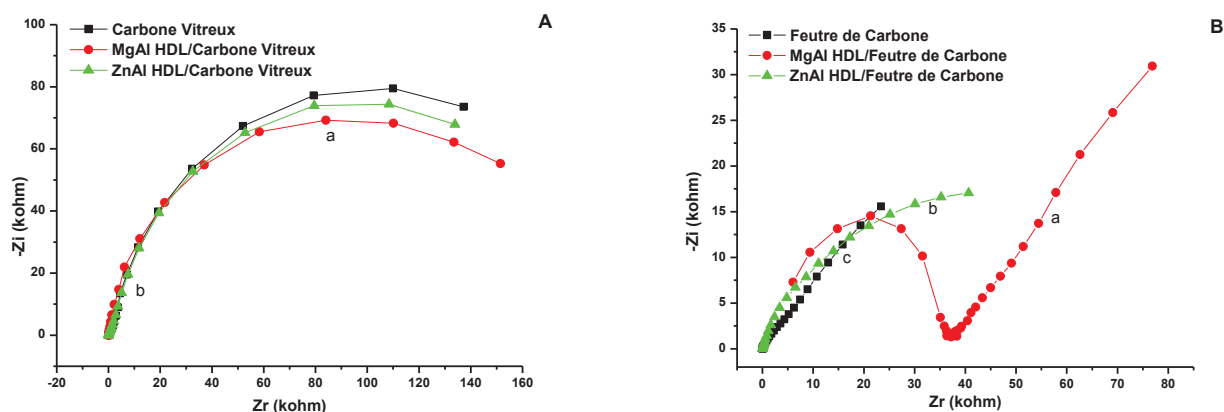 A
Carbone Vitreux
MgAl HDL/Carbone Vitreux
ZnAl HDL/Carbone Vitreux
-Zi (kohm)
100
80
60
40
20
0
a
b
-20 0 20 40 60 80 100 120 140 160
Zr (kohm)
B
Feutre de Carbone
MgAl HDL/Feutre de Carbone
ZnAl HDL/Feutre de Carbone
-Zi (kohm)
35
30
25
20
15
10
5
0
a
b
c
0 10 20 30 40 50 60 70 80
Zr (kohm)